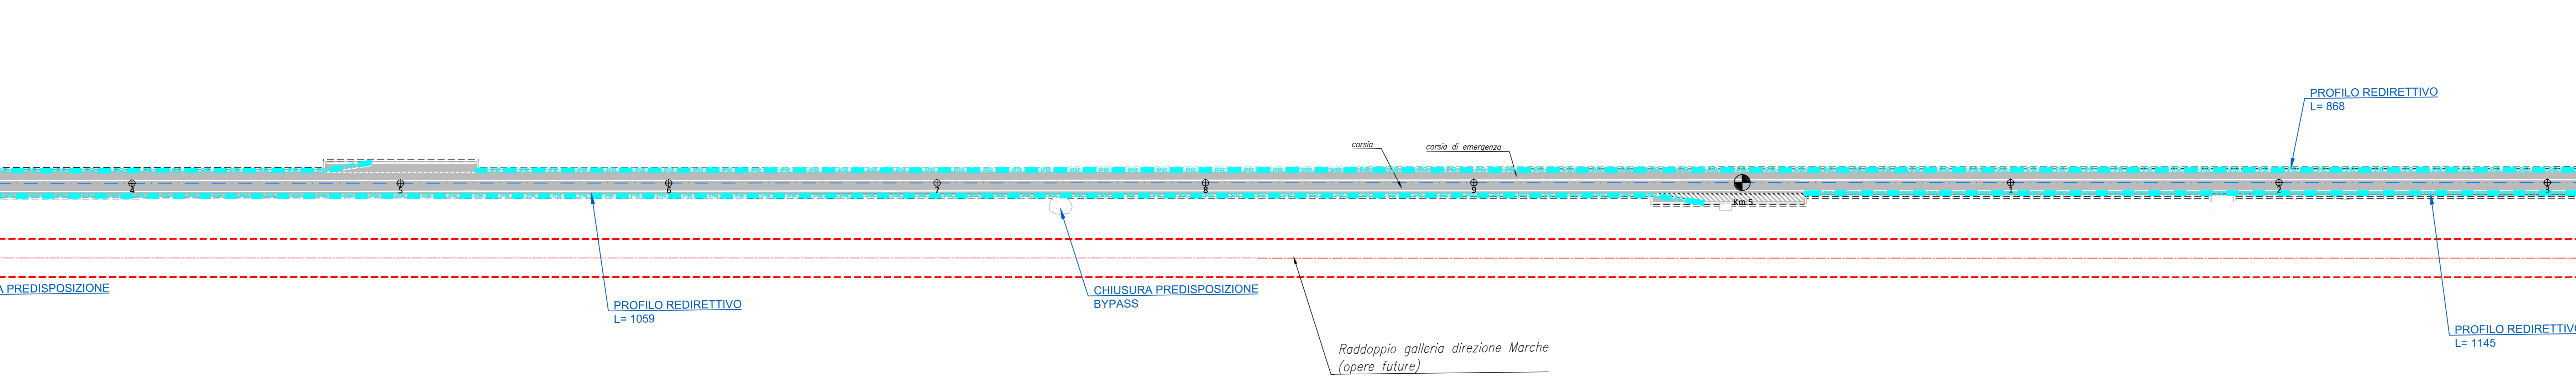 PROFILO REDIRETTIVO
L= 868
corsia
corsia di emergenza
4
5
6
7
8
9
Km 5
1
2
3
A PREDISPOSIZIONE
PROFILO REDIRETTIVO
L= 1059
CHIUSURA PREDISPOSIZIONE
BYPASS
Raddoppio galleria direzione Marche
(opere future)
PROFILO REDIRETTIVO
L= 1145